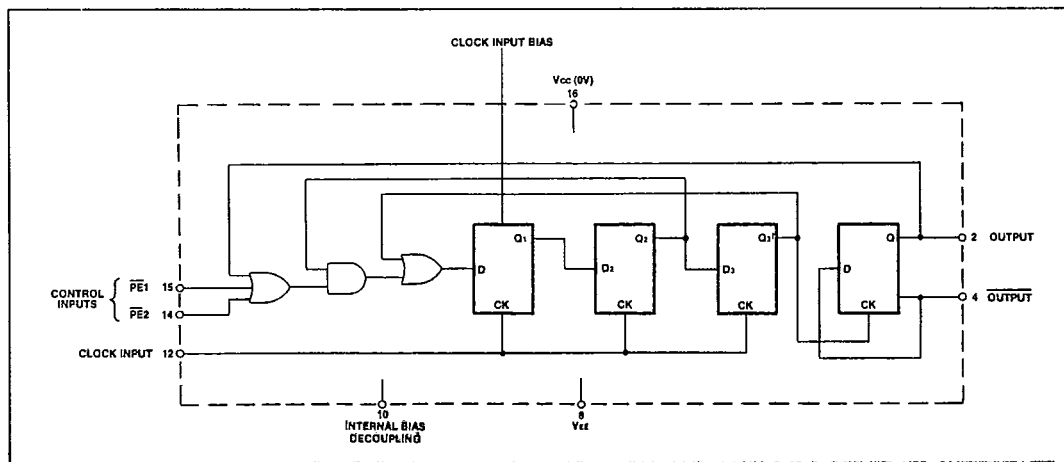 CLOCK INPUT BIAS
VCC (0V)
16
Q1
Q2
Q3
Q
2 OUTPUT
D
D2
D3
D
CONTROL
INPUTS
PE1 15
PE2 14
CK
CK
CK
CK
4 OUTPUT
CLOCK INPUT 12
10
INTERNAL BIAS
DECOUPLING
8
VEE